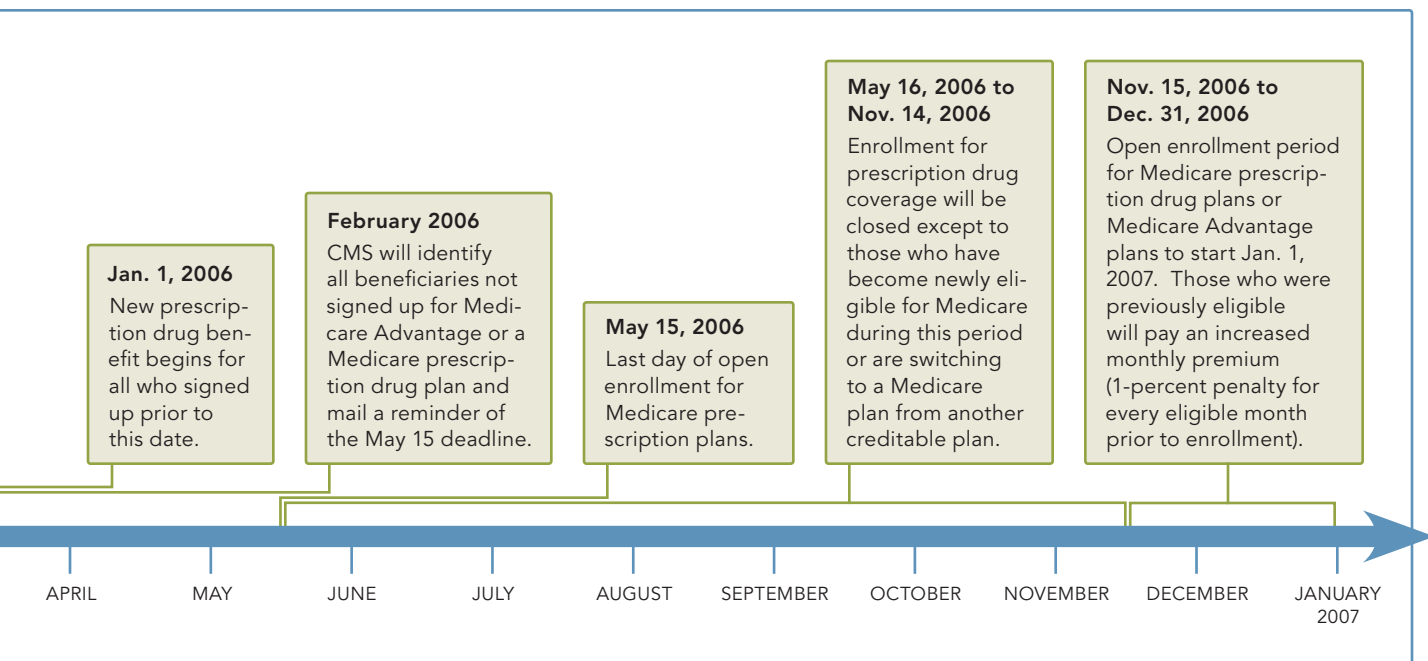 Jan. 1, 2006
New prescrip-
tion drug ben-
efit begins for
all who signed
up prior to
this date.
February 2006
CMS will identify
all beneficiaries not
signed up for Medi-
care Advantage or a
Medicare prescrip-
tion drug plan and
mail a reminder of
the May 15 deadline.
May 15, 2006
Last day of open
enrollment for
Medicare pre-
scription plans.
May 16, 2006 to
Nov. 14, 2006
Enrollment for
prescription drug
coverage will be
closed except to
those who have
become newly eli-
gible for Medicare
during this period
or are switching
to a Medicare
plan from another
creditable plan.
Nov. 15, 2006 to
Dec. 31, 2006
Open enrollment period
for Medicare prescrip-
tion drug plans or
Medicare Advantage
plans to start Jan. 1,
2007.  Those who were
previously eligible
will pay an increased
monthly premium
(1-percent penalty for
every eligible month
prior to enrollment).
APRIL MAY JUNE JULY AUGUST SEPTEMBER OCTOBER NOVEMBER DECEMBER JANUARY
2007